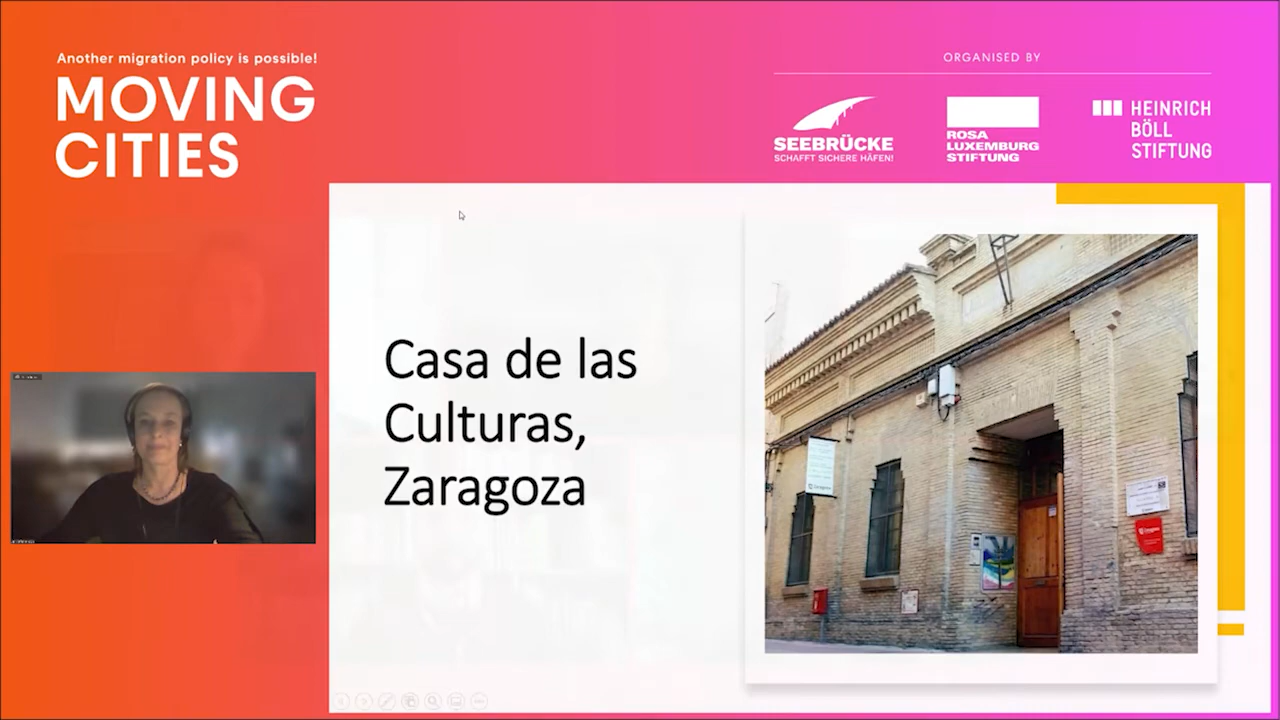 Another migration policy is possible!
MOVING
CITIES
ORGANISED BY
SEEBRÜCKE
SCHAFFT SICHERE HÄFEN!
ROSA
LUXEMBURG
STIFTUNG
HEINRICH
BÖLL
STIFTUNG
Casa de las
Culturas,
Zaragoza
Zaragoza